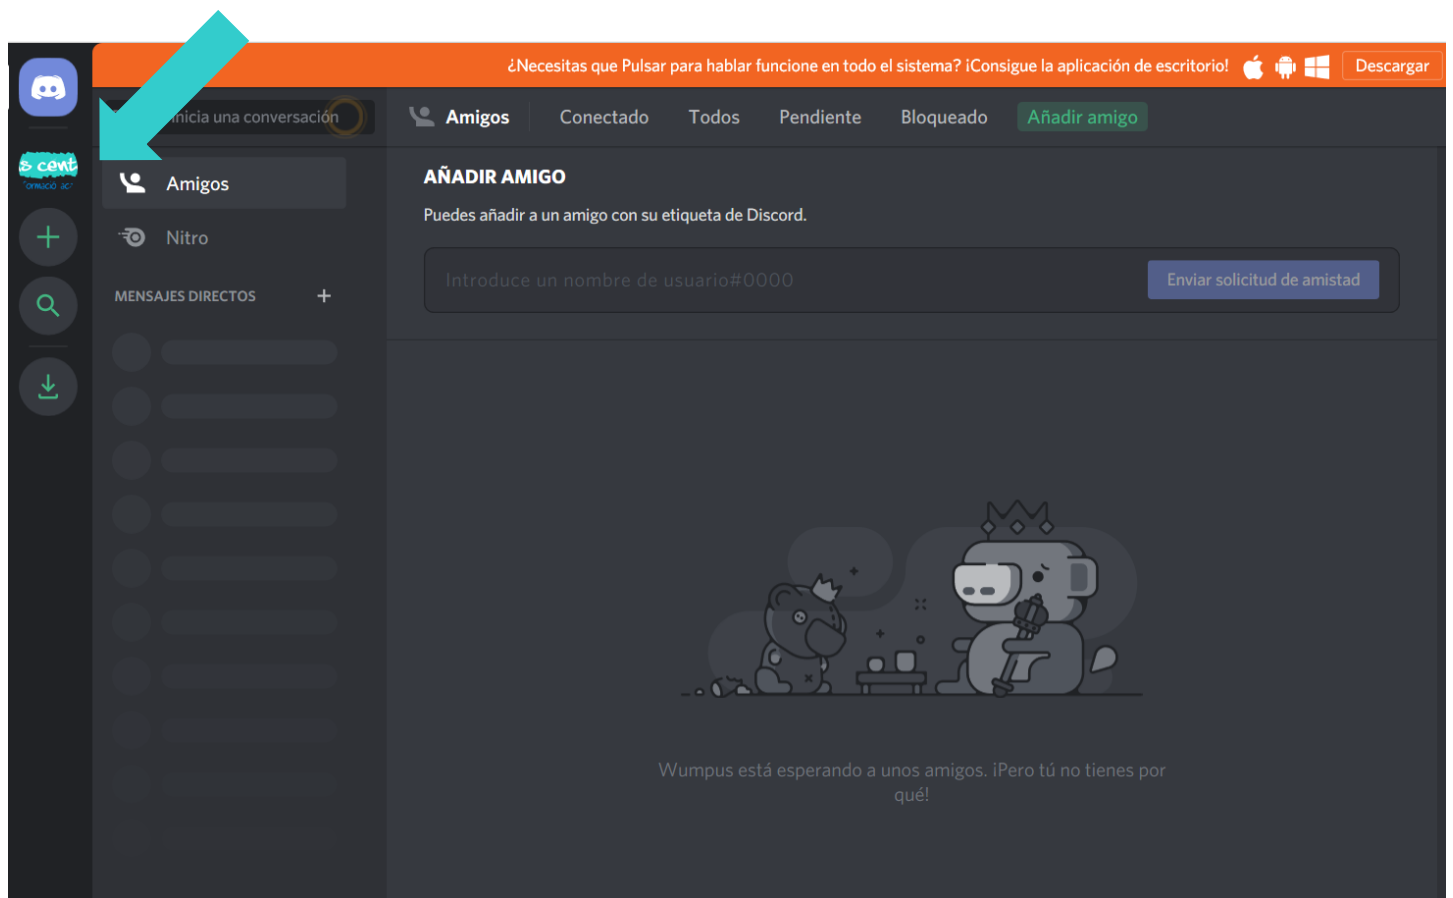 ¿Necesitas que Pulsar para hablar funcione en todo el sistema? ¡Consigue la aplicación de escritorio!
Descargar
inicia una conversación
Amigos
Conectado
Todos
Pendiente
Bloqueado
Añadir amigo
s cent
Amigos
Nitro
MENSAJES DIRECTOS
AÑADIR AMIGO
Puedes añadir a un amigo con su etiqueta de Discord.
Introduce un nombre de usuario#0000
Enviar solicitud de amistad
Wumpus está esperando a unos amigos. ¡Pero tú no tienes por
qué!